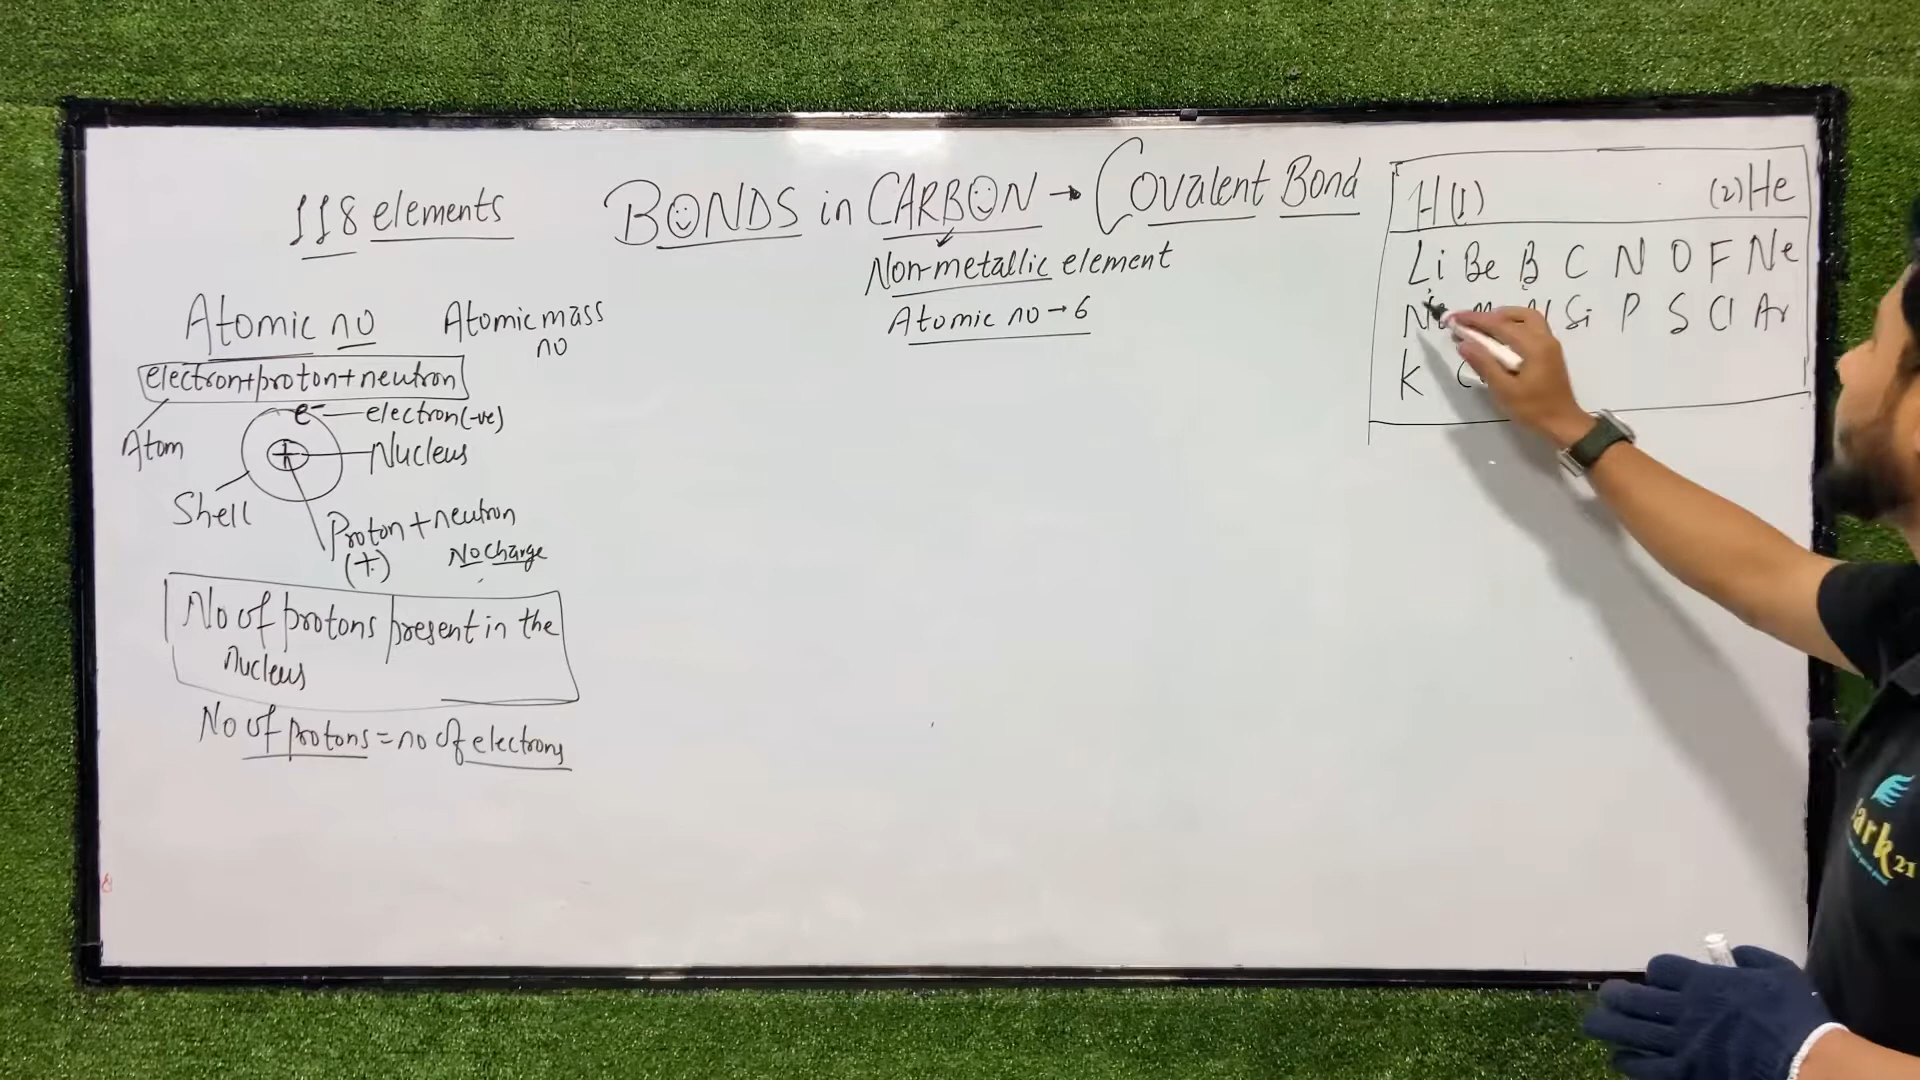 118 elements
BONDS in CARBON → Covalent Bond
Non-metallic element
Atomic no → 6
Atomic no
Atomic mass
no
electron+proton+neutron
Atom
e-
electron(-ve)
+
Nucleus
Shell
Proton + neutron
(+)
No charge
No of protons present in the
nucleus
No of protons = no of electrons
H(1) (2)He
Li Be B C N O F Ne
Si P S Cl Ar
K
ark
21